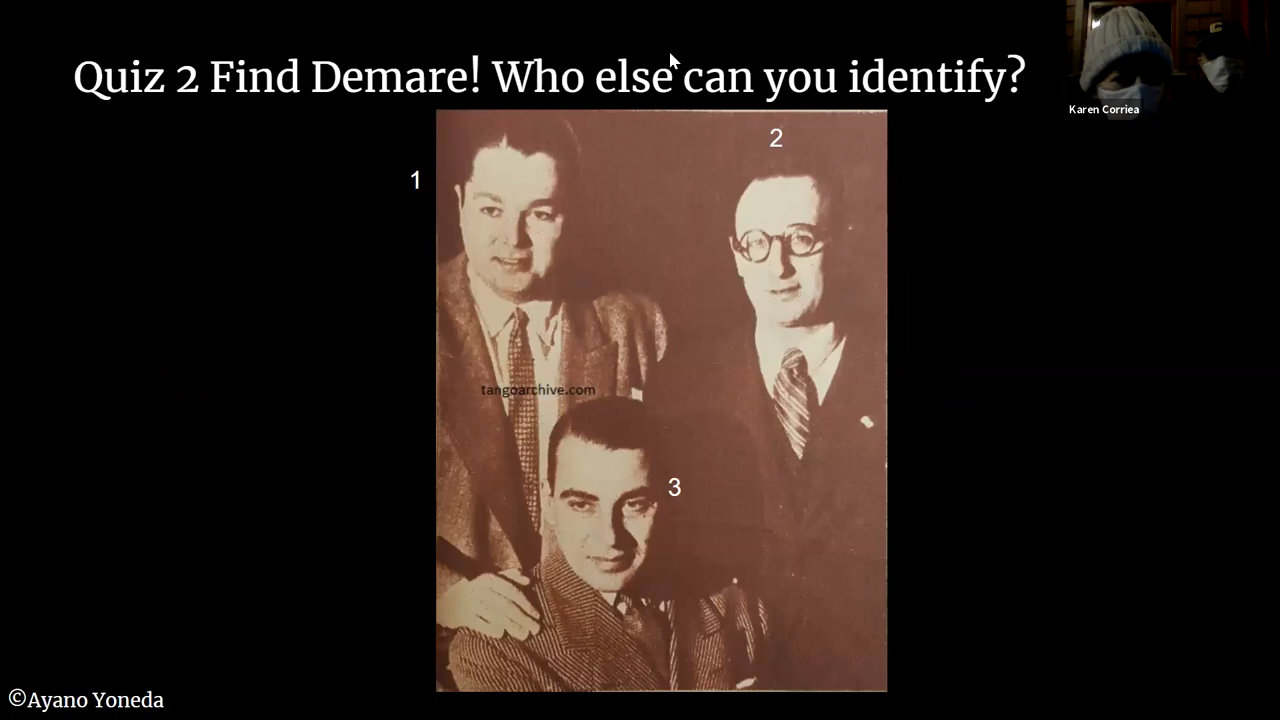 Quiz 2 Find Demare! Who else can you identify?
Karen Corriea
1
2
tangoarchive.com
3
©Ayano Yoneda